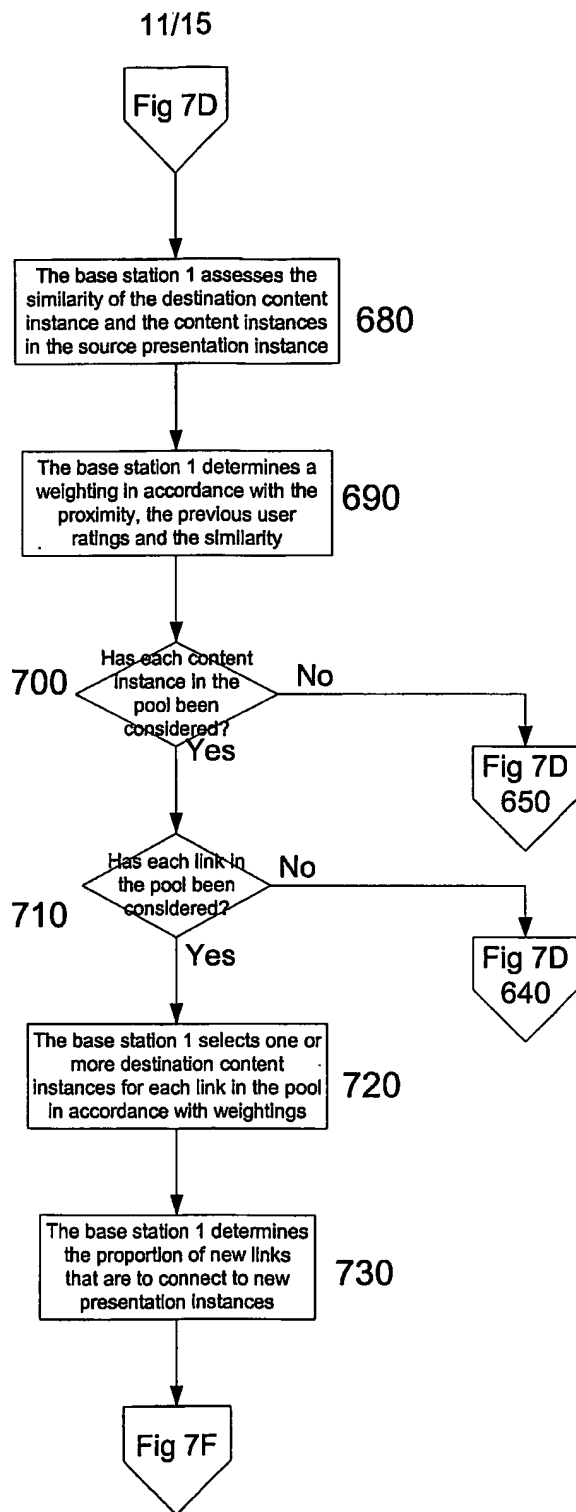 11/15
Fig 7D
The base station 1 assesses the
similarity of the destination content
instance and the content instances
in the source presentation instance
680
The base station 1 determines a
weighting in accordance with the
proximity, the previous user
ratings and the similarity
690
700
Has each content
instance in the
pool been
considered?
No
Yes
Fig 7D
650
710
Has each link in
the pool been
considered?
No
Yes
Fig 7D
640
The base station 1 selects one or
more destination content
instances for each link in the pool
in accordance with weightings
720
The base station 1 determines
the proportion of new links
that are to connect to new
presentation instances
730
Fig 7F